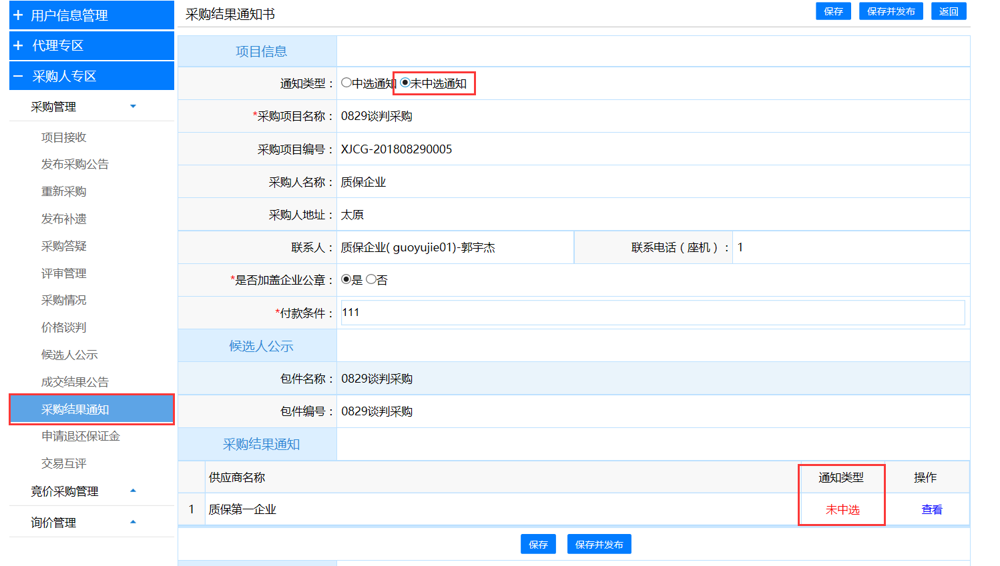 用户信息管理
代理专区
采购人专区
采购管理
项目接收
发布采购公告
重新采购
发布补遗
采购答疑
评审管理
采购情况
价格谈判
候选人公示
成交结果公告
采购结果通知
申请退还保证金
交易互评
竞价采购管理
询价管理
采购结果通知书
保存 保存并发布 返回
项目信息
通知类型： 中选通知 未中选通知
*采购项目名称： 0829谈判采购
采购项目编号： XJCG-201808290005
采购人名称： 质保企业
采购人地址： 太原
联系人： 质保企业( guoyujie01)-郭宇杰 联系电话（座机）： 1
*是否加盖企业公章： 是 否
*付款条件： 111
候选人公示
包件名称： 0829谈判采购
包件编号： 0829谈判采购
采购结果通知
供应商名称 通知类型 操作
1 质保第一企业 未中选 查看
保存 保存并发布